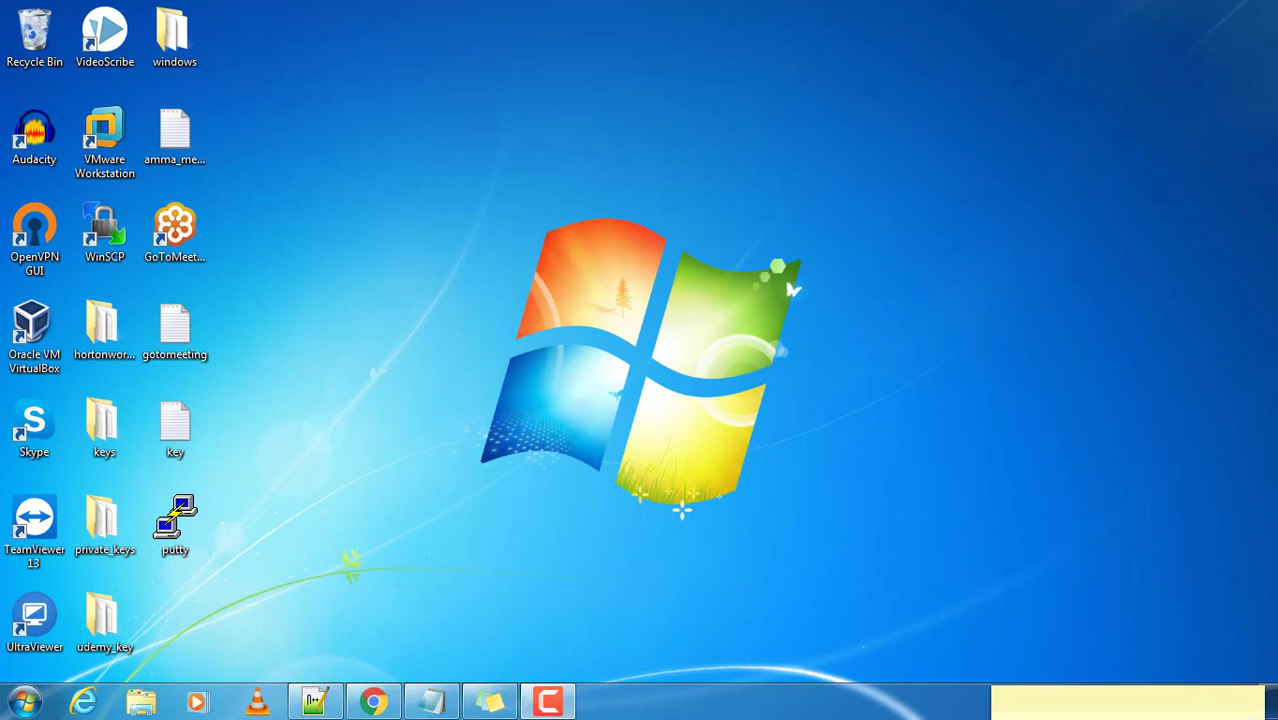 Recycle Bin
VideoScribe
windows
Audacity
VMware
Workstation
amma_me...
OpenVPN
GUI
WinSCP
GoToMeet...
Oracle VM
VirtualBox
hortonwor...
gotomeeting
Skype
keys
key
TeamViewer
13
private_keys
putty
UltraViewer
udemy_key